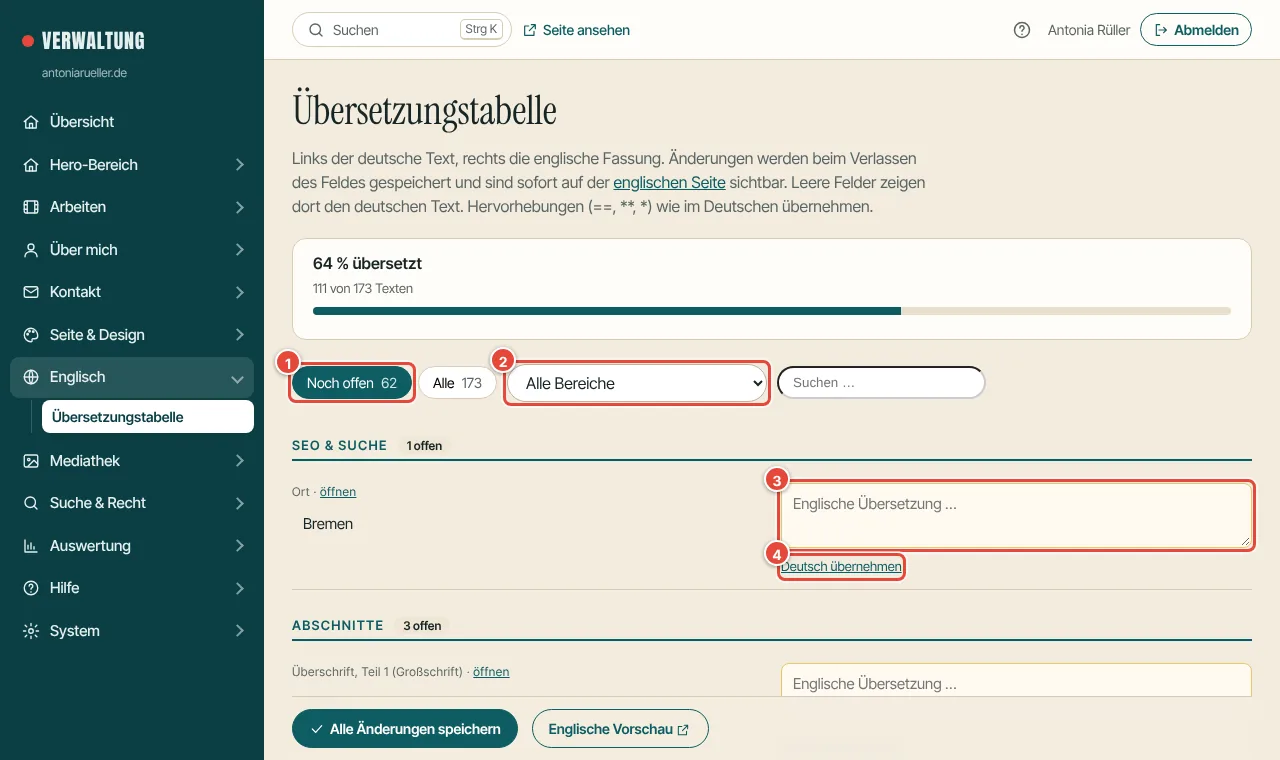 VERWALTUNG
antoniarueller.de
Übersicht
Hero-Bereich
Arbeiten
Über mich
Kontakt
Seite & Design
Englisch
Übersetzungstabelle
Mediathek
Suche & Recht
Auswertung
Hilfe
System
Suchen Strg K Seite ansehen Antonia Rüller Abmelden
Übersetzungstabelle
Links der deutsche Text, rechts die englische Fassung. Änderungen werden beim Verlassen
des Feldes gespeichert und sind sofort auf der englischen Seite sichtbar. Leere Felder zeigen
dort den deutschen Text. Hervorhebungen (==, **, *) wie im Deutschen übernehmen.
64 % übersetzt
111 von 173 Texten
1 2
Noch offen 62 Alle 173 Alle Bereiche Suchen ...
SEO & SUCHE 1 offen
3
Ort · öffnen
Englische Übersetzung ...
Bremen
4
Deutsch übernehmen
ABSCHNITTE 3 offen
Überschrift, Teil 1 (Großschrift) · öffnen
Englische Übersetzung ...
Alle Änderungen speichern Englische Vorschau